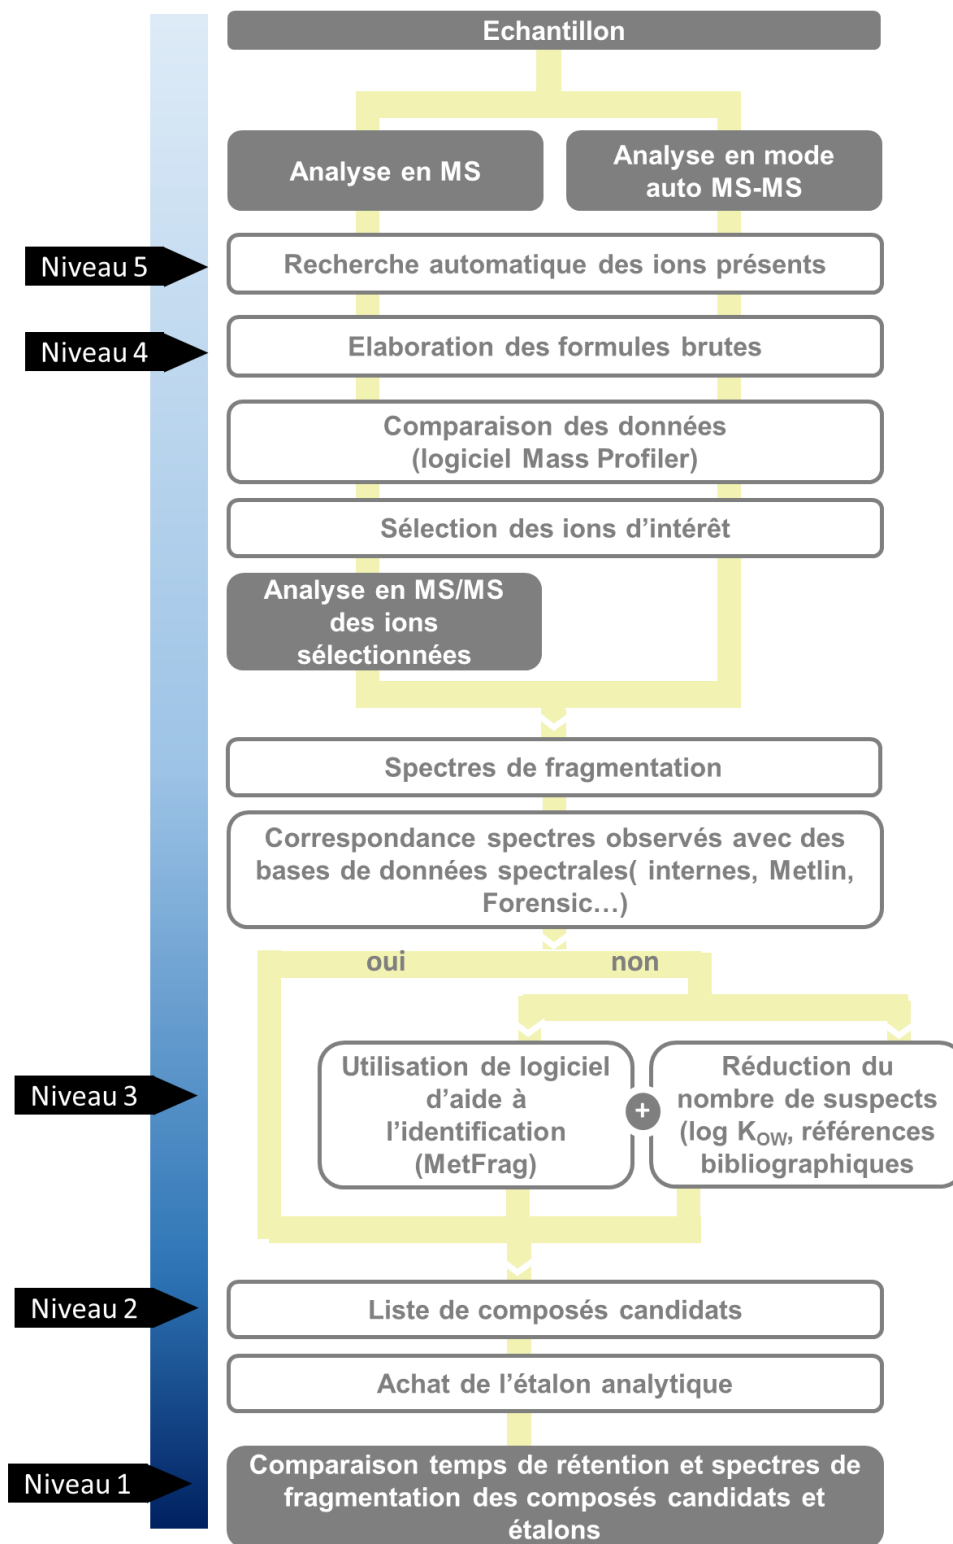 Echantillon
Analyse en MS
Analyse en mode
auto MS-MS
Niveau 5
Recherche automatique des ions présents
Niveau 4
Elaboration des formules brutes
Comparaison des données
(logiciel Mass Profiler)
Sélection des ions d’intérêt
Analyse en MS/MS
des ions
sélectionnées
Spectres de fragmentation
Correspondance spectres observés avec des
bases de données spectrales( internes, Metlin,
Forensic…)
oui
non
Niveau 3
Utilisation de logiciel
d’aide à
l’identification
(MetFrag)
+
Réduction du
nombre de suspects
(log KOW, références
bibliographiques
Niveau 2
Liste de composés candidats
Achat de l’étalon analytique
Niveau 1
Comparaison temps de rétention et spectres de
fragmentation des composés candidats et
étalons